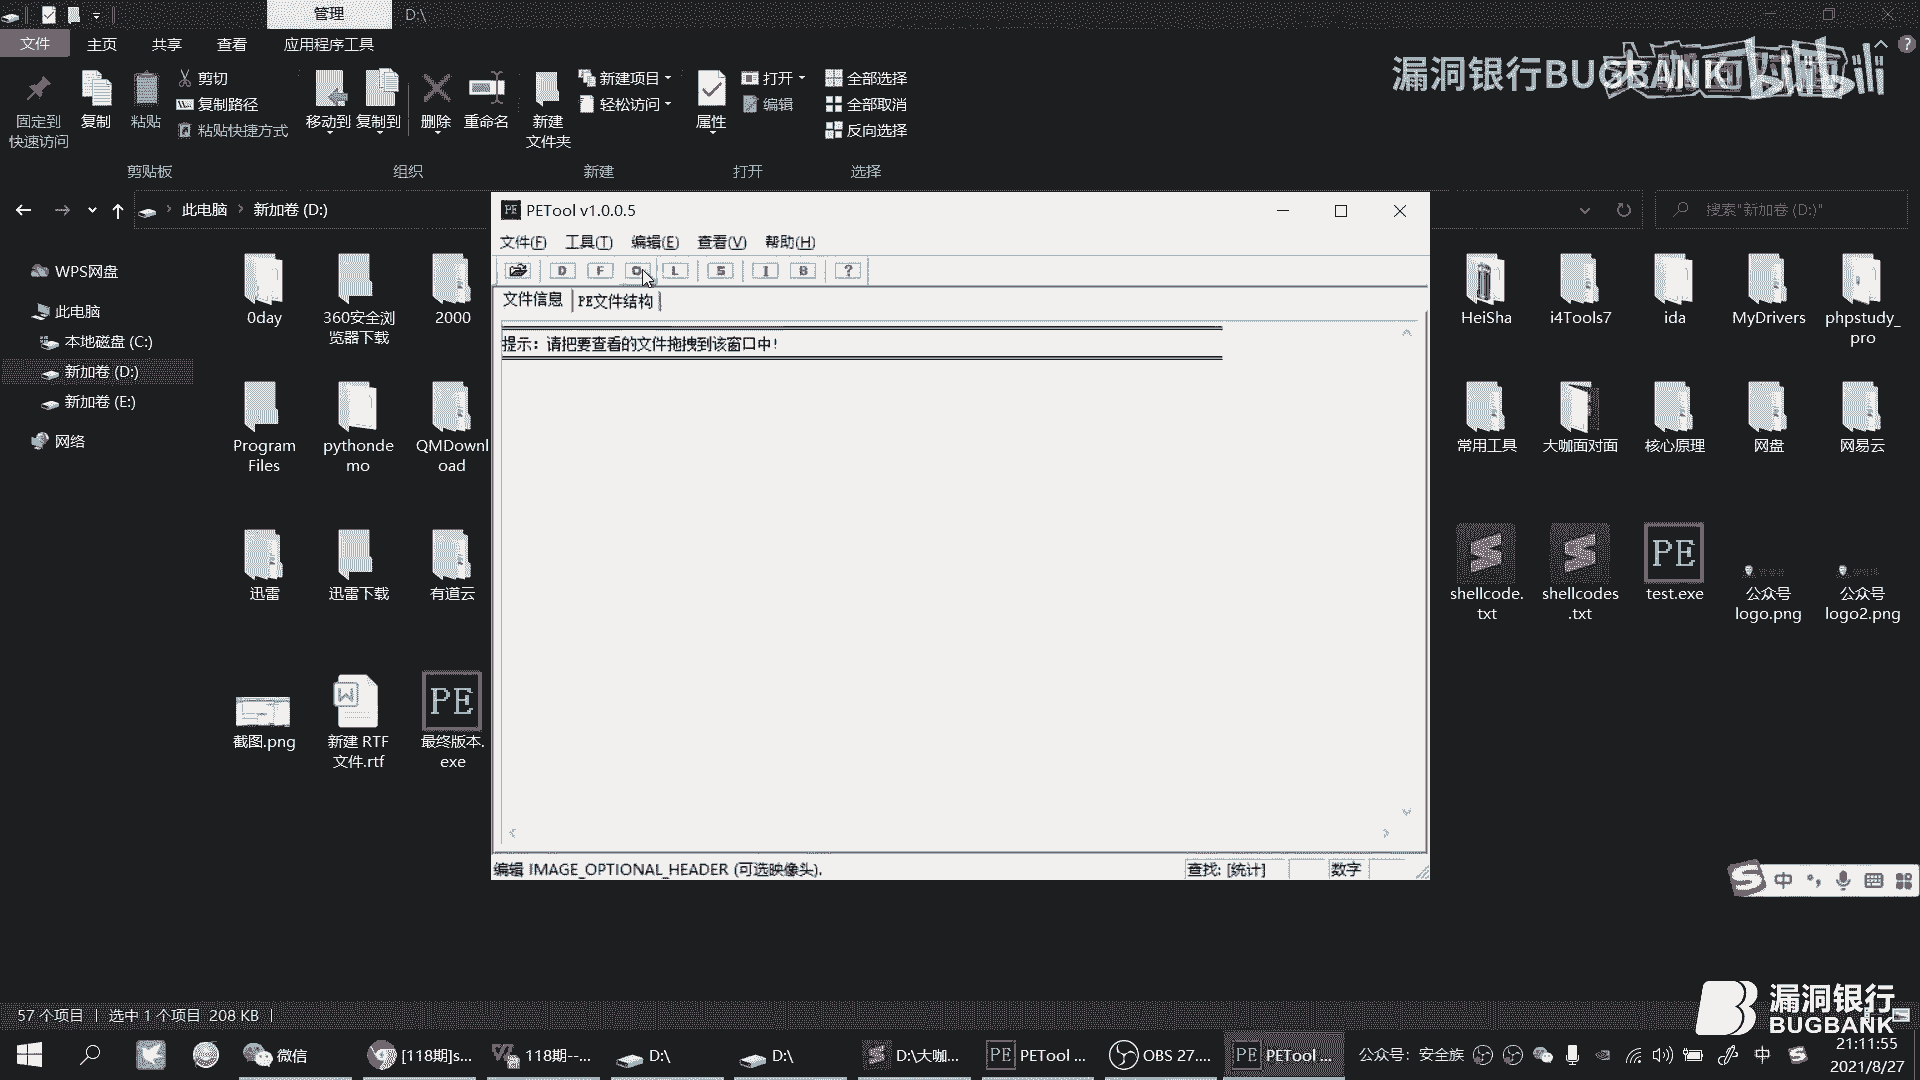 管理
D:\
文件
主页
共享
查看
应用程序工具
固定到
快速访问
复制
粘贴
剪切
复制路径
粘贴快捷方式
剪贴板
移动到
复制到
删除
重命名
组织
新建
文件夹
新建项目
轻松访问
新建
属性
打开
编辑
打开
全部选择
全部取消
反向选择
选择
漏洞银行BUGBANK
bilibili
此电脑
新加卷 (D:)
搜索"新加卷 (D:)"
WPS网盘
此电脑
本地磁盘 (C:)
新加卷 (D:)
新加卷 (E:)
网络
0day
360安全浏
览器下载
2000
Program
Files
pythonde
mo
QMDownl
oad
迅雷
迅雷下载
有道云
截图.png
新建 RTF
文件.rtf
PE
最终版本.
exe
PE
PETool v1.0.0.5
文件(F)
工具(T)
编辑(E)
查看(V)
帮助(H)
D
F
O
L
S
I
B
?
文件信息
PE文件结构
提示：请把要查看的文件拖拽到该窗口中!
编辑 IMAGE_OPTIONAL_HEADER (可选映像头).
查找: [统计]
数字
HeiSha
i4Tools7
ida
MyDrivers
phpstudy_
pro
常用工具
大咖面对面
核心原理
网盘
网易云
shellcode.
txt
shellcodes
.txt
PE
test.exe
公众号
logo.png
公众号
logo2.png
中
57 个项目
选中 1 个项目 208 KB
漏洞银行
BUGBANK
微信
[118期]s...
118期--...
D:\
D:\
D:\大咖...
PE
PETool ...
OBS 27....
PE
PETool ...
公众号：安全族
中
21:11:55
2021/8/27